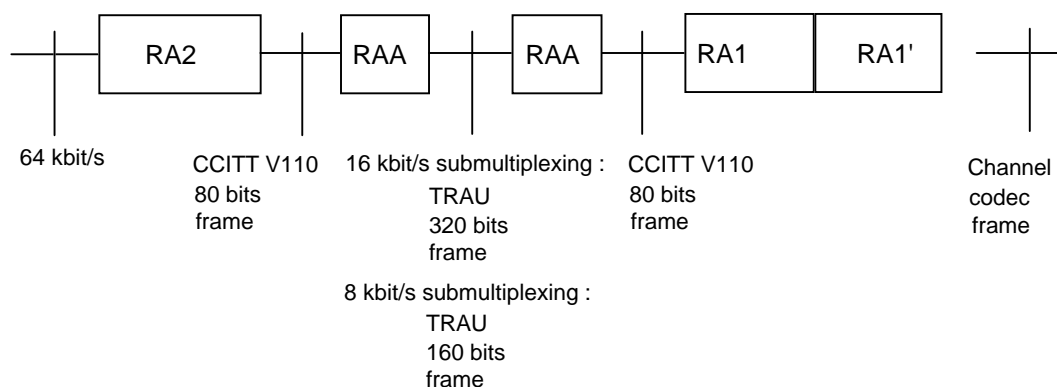 RA2
RAA
RAA
RA1
RA1'
64 kbit/s
CCITT V110
80 bits
frame
16 kbit/s submultiplexing :
TRAU
320 bits
frame
8 kbit/s submultiplexing :
TRAU
160 bits
frame
CCITT V110
80 bits
frame
Channel
codec
frame